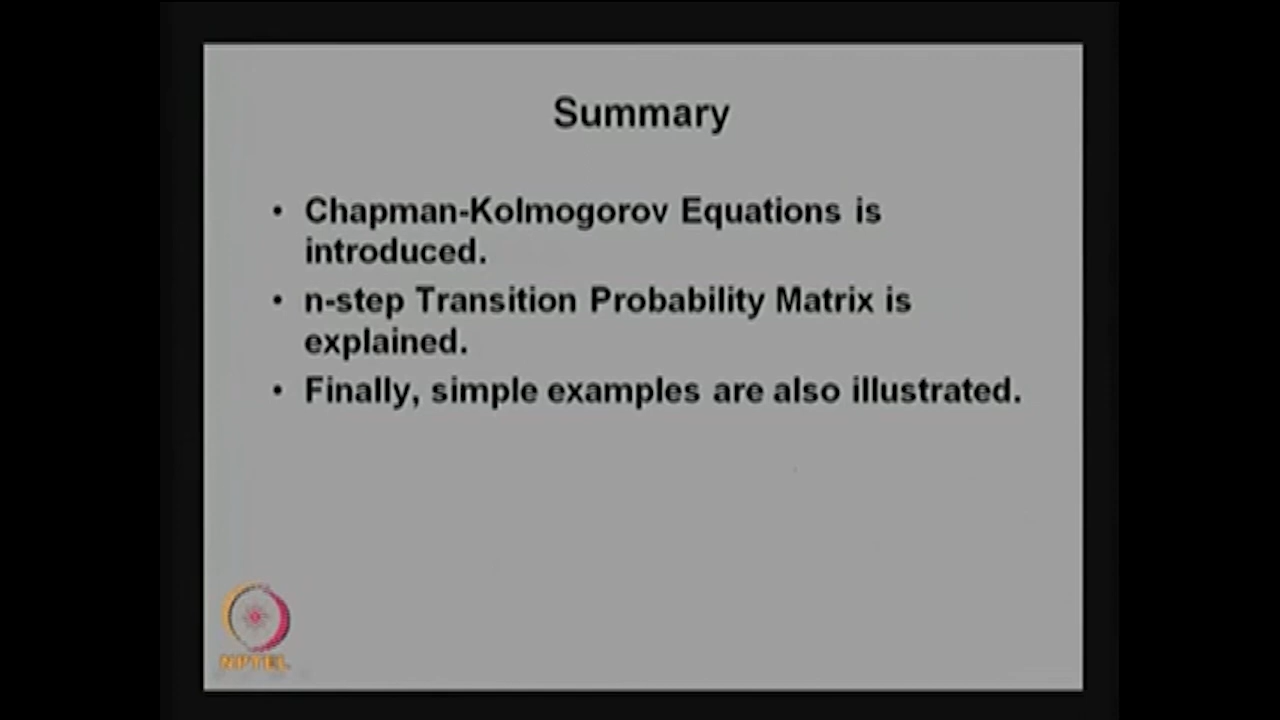 Summary
• Chapman-Kolmogorov Equations is
introduced.
• n-step Transition Probability Matrix is
explained.
• Finally, simple examples are also illustrated.
NPTEL